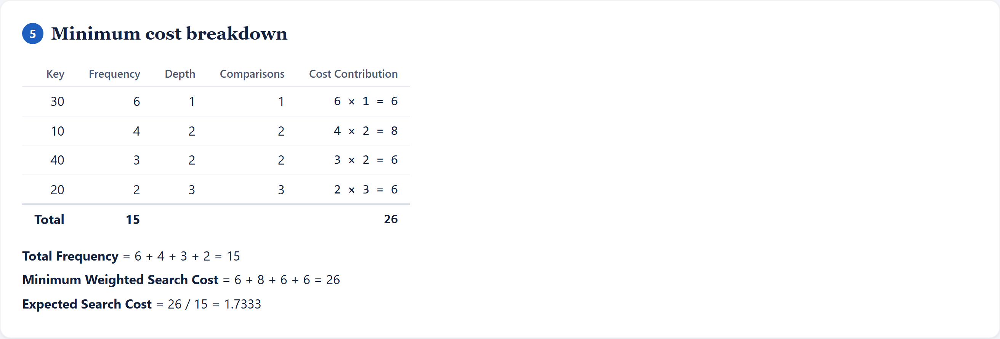 5 Minimum cost breakdown
Key Frequency Depth Comparisons Cost Contribution
30 6 1 1 6 × 1 = 6
10 4 2 2 4 × 2 = 8
40 3 2 2 3 × 2 = 6
20 2 3 3 2 × 3 = 6
Total 15 26
Total Frequency = 6 + 4 + 3 + 2 = 15
Minimum Weighted Search Cost = 6 + 8 + 6 + 6 = 26
Expected Search Cost = 26 / 15 = 1.7333